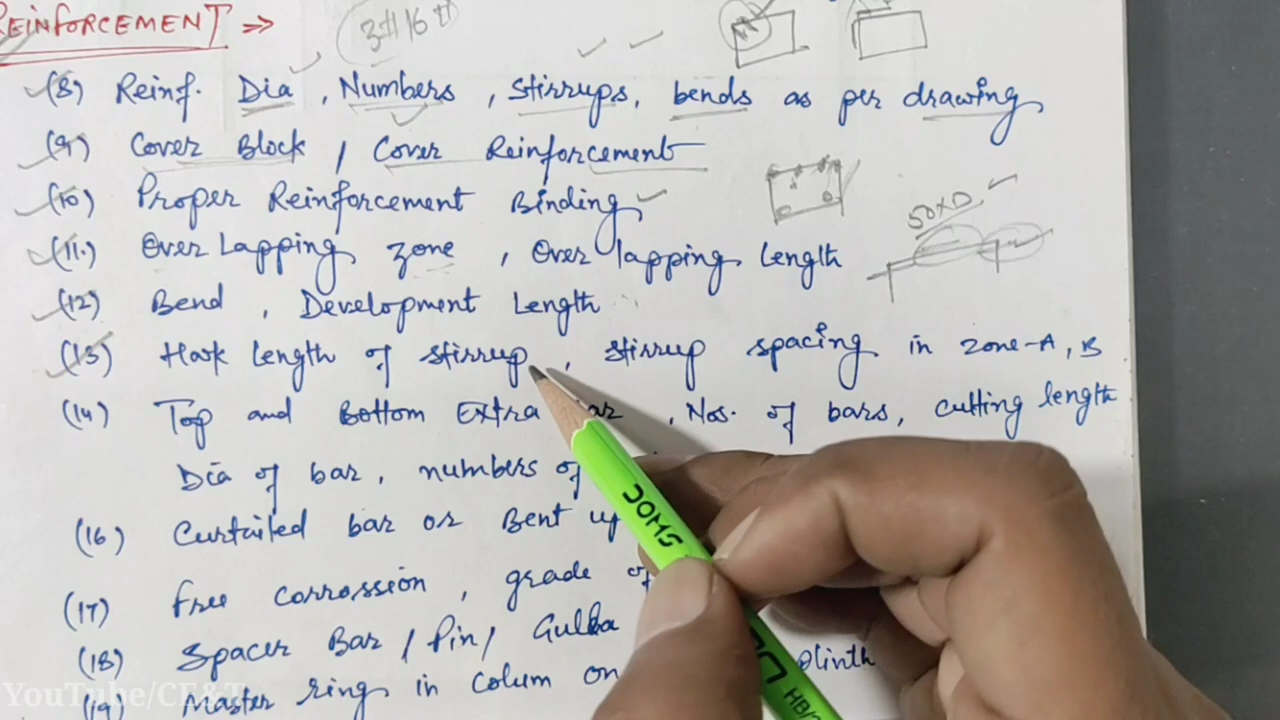 REINFORCEMENT ⇒
3#16
(8) Reinf. Dia, Numbers, Stirrups, bends as per drawing
(9) Cover Block / Cover Reinforcement
(10) Proper Reinforcement Binding
50xD
(11.) Over Lapping zone, Over lapping Length
(12) Bend, Development Length
(13) Hook Length of stirrup, stirrup spacing in zone-A, B
(14) Top and Bottom Extra bar, Nos. of bars, cutting length
Dia of bar, numbers of
(16) Curtailed bar or Bent up
(17) free corrossion, grade of
(18) Spacer Bar / Pin /
(19) Master ring in Colum on plinth
DOMS
HB/2
YouTube/CE&T